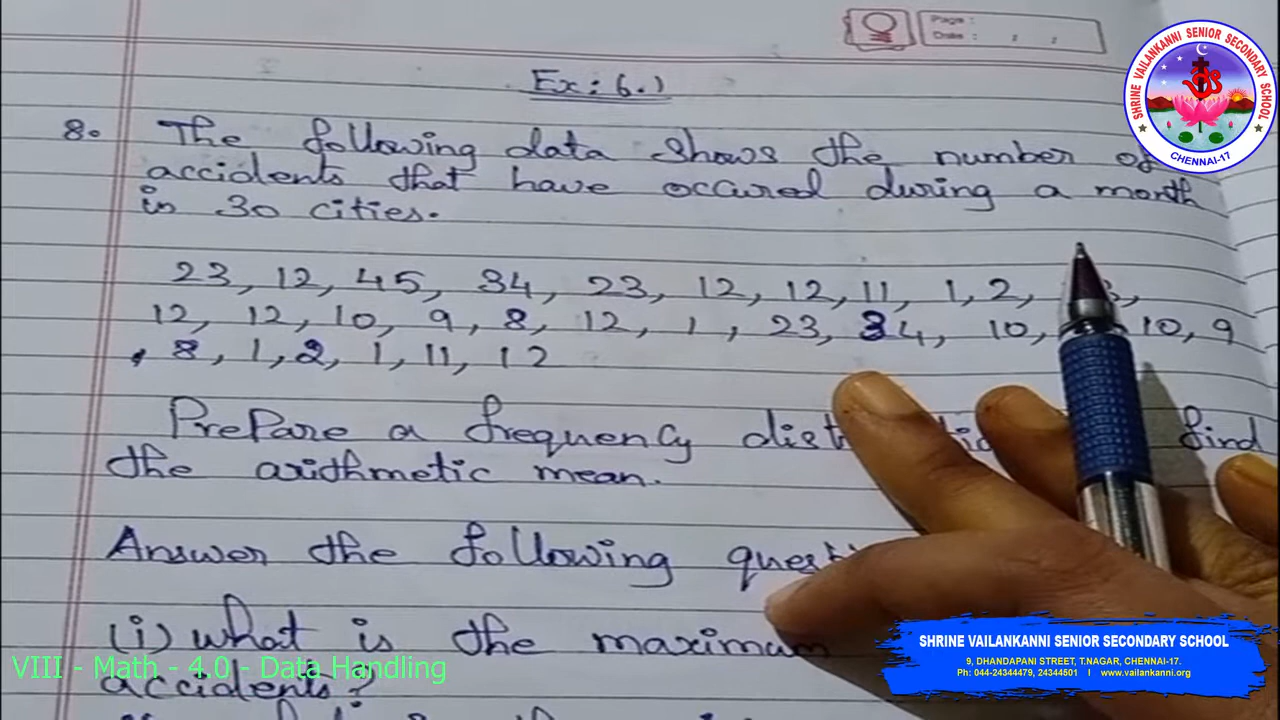 Page :
Date :
SHRINE VAILANKANNI SENIOR SECONDARY SCHOOL
CHENNAI-17
Ex: 6.1
8. The following data shows the number of
accidents that have occured during a month
in 30 cities.
23, 12, 45, 34, 23, 12, 12, 11, 1, 2,
12, 12, 10, 9, 8, 12, 1, 23, 34, 10, 10, 9
, 8, 1, 2, 1, 11, 12
Prepare a frequency find
the arithmetic mean.
Answer the following
(i) what is the maximum
accidents?
VIII - Math - 4.0 - Data Handling
SHRINE VAILANKANNI SENIOR SECONDARY SCHOOL
9, DHANDAPANI STREET, T.NAGAR, CHENNAI-17.
Ph: 044-24344479, 24344501 I www.vailankanni.org